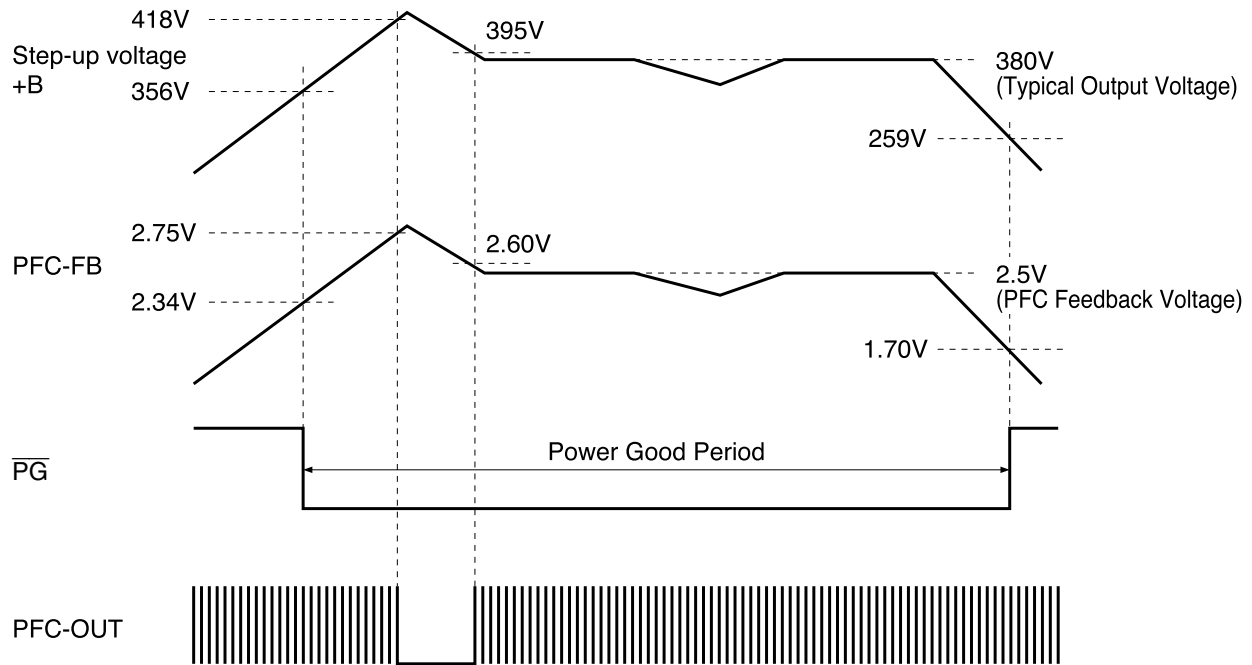 418V
395V
Step-up voltage
+B
356V
380V
(Typical Output Voltage)
259V
2.75V
2.60V
PFC-FB
2.34V
2.5V
(PFC Feedback Voltage)
1.70V
PG
Power Good Period
PFC-OUT